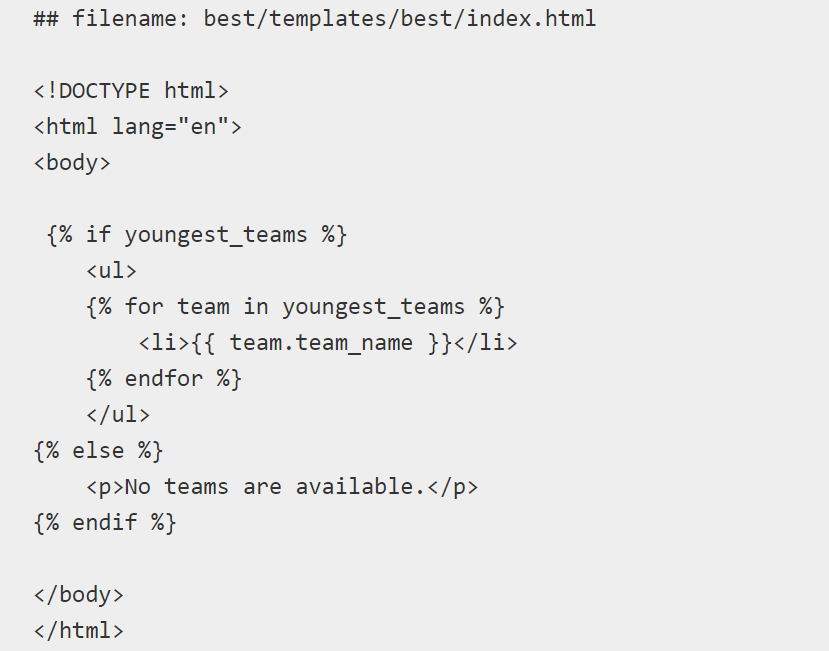 ## filename: best/templates/best/index.html

<!DOCTYPE html>
<html lang="en">
<body>

 {% if youngest_teams %}
    <ul>
    {% for team in youngest_teams %}
        <li>{{ team.team_name }}</li>
    {% endfor %}
    </ul>
{% else %}
    <p>No teams are available.</p>
{% endif %}

</body>
</html>